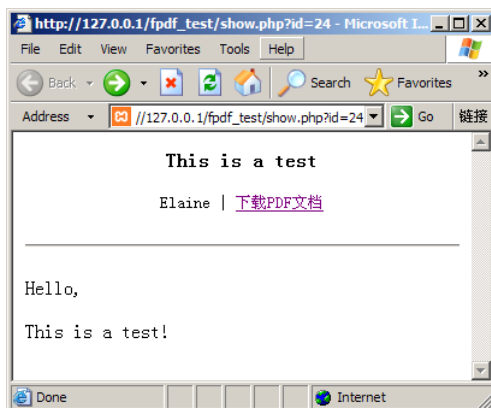 http://127.0.0.1/fpdf_test/show.php?id=24 - Microsoft I...
File Edit View Favorites Tools Help
Back Search Favorites »
Address //127.0.0.1/fpdf_test/show.php?id=24 Go 链接
This is a test
Elaine | 下载PDF文档
Hello,
This is a test!
Done Internet